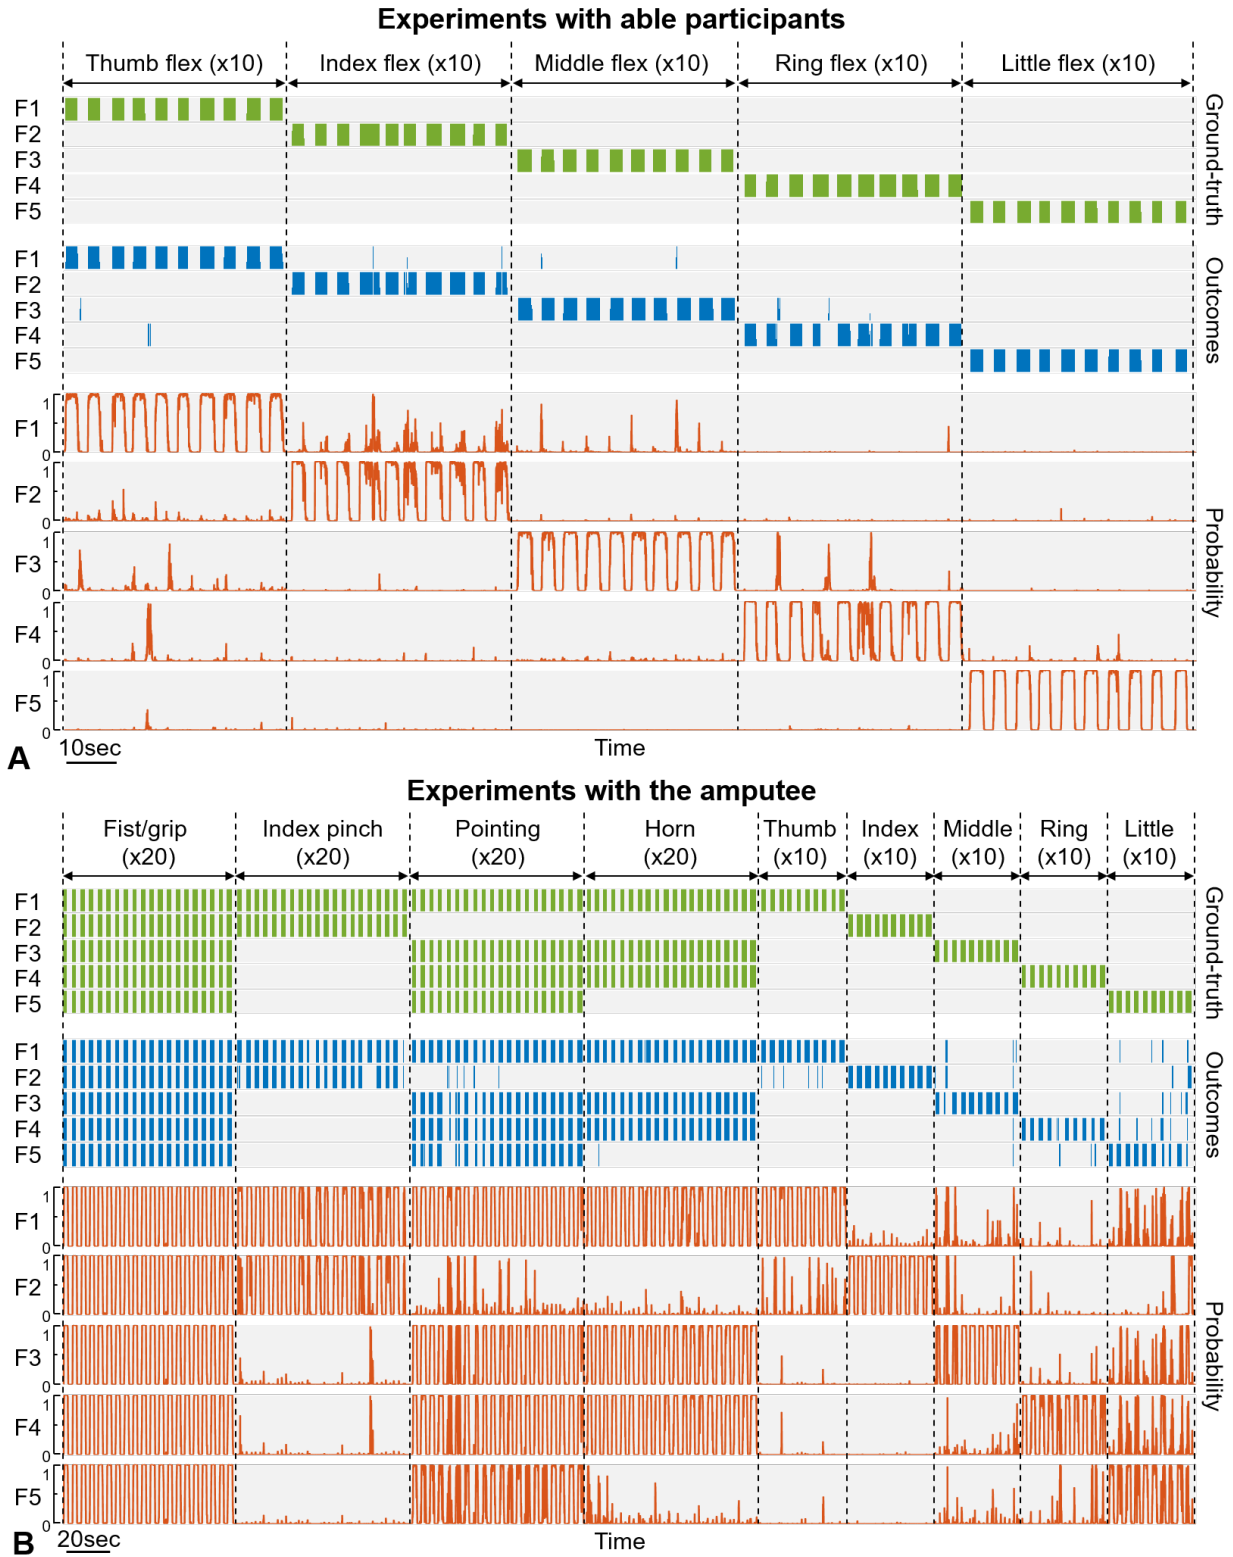 Experiments with able participants
Thumb flex (x10) Index flex (x10) Middle flex (x10) Ring flex (x10) Little flex (x10)
F1
F2
F3
F4
F5
Ground-truth
F1
F2
F3
F4
F5
Outcomes
1
F1
0
1
F2
0
1
F3
0
1
F4
0
1
F5
0
Probability
A
10sec
Time
Experiments with the amputee
Fist/grip Index pinch Pointing Horn Thumb Index Middle Ring Little
(x20) (x20) (x20) (x20) (x10) (x10) (x10) (x10) (x10)
F1
F2
F3
F4
F5
Ground-truth
F1
F2
F3
F4
F5
Outcomes
1
F1
0
1
F2
0
1
F3
0
1
F4
0
1
F5
0
Probability
B
20sec
Time